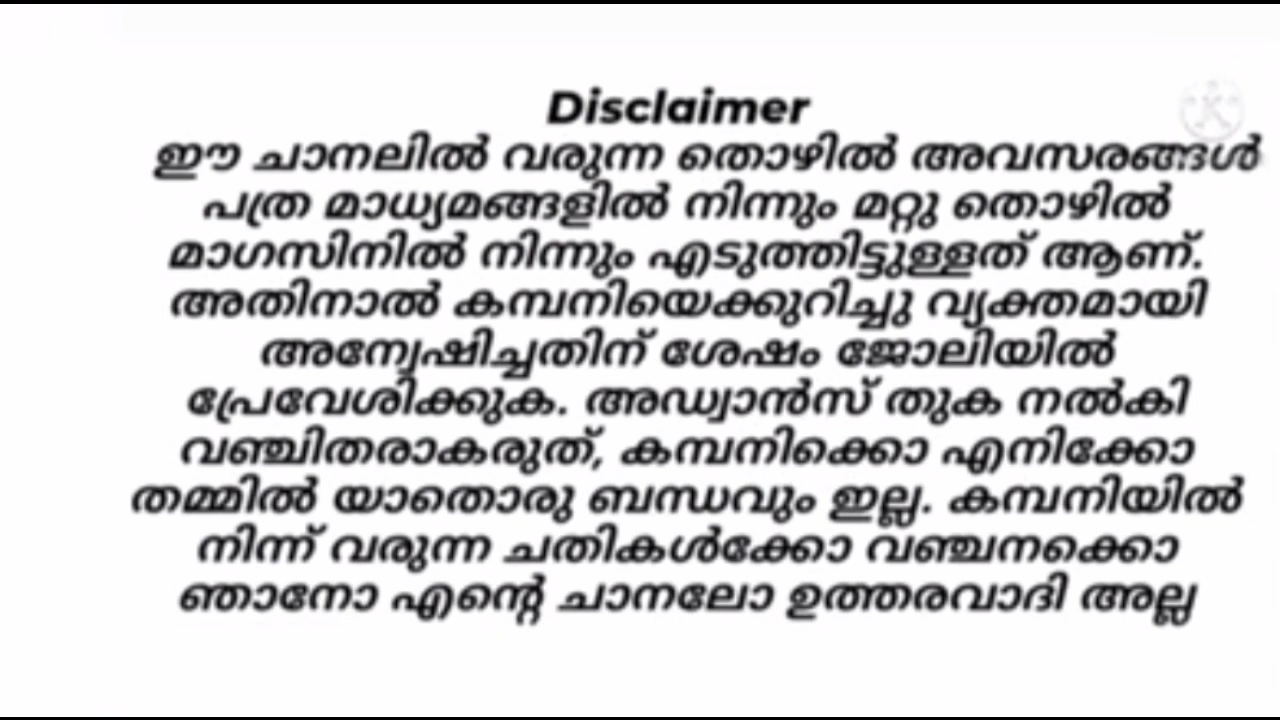 Disclaimer
ഈ ചാനലിൽ വരുന്ന തൊഴിൽ അവസരങ്ങൾ
പത്ര മാധ്യമങ്ങളിൽ നിന്നും മറ്റു തൊഴിൽ
മാഗസിനിൽ നിന്നും എടുത്തിട്ടുള്ളത് ആണ്.
അതിനാൽ കമ്പനിയെക്കുറിച്ചു വ്യക്തമായി
അന്വേഷിച്ചതിന് ശേഷം ജോലിയിൽ
പ്രേവേശിക്കുക. അഡ്വാൻസ് തുക നൽകി
വഞ്ചിതരാകരുത്, കമ്പനിക്കൊ എനിക്കോ
തമ്മിൽ യാതൊരു ബന്ധവും ഇല്ല. കമ്പനിയിൽ
നിന്ന് വരുന്ന ചതികൾക്കോ വഞ്ചനക്കൊ
ഞാനോ എന്റെ ചാനലോ ഉത്തരവാദി അല്ല